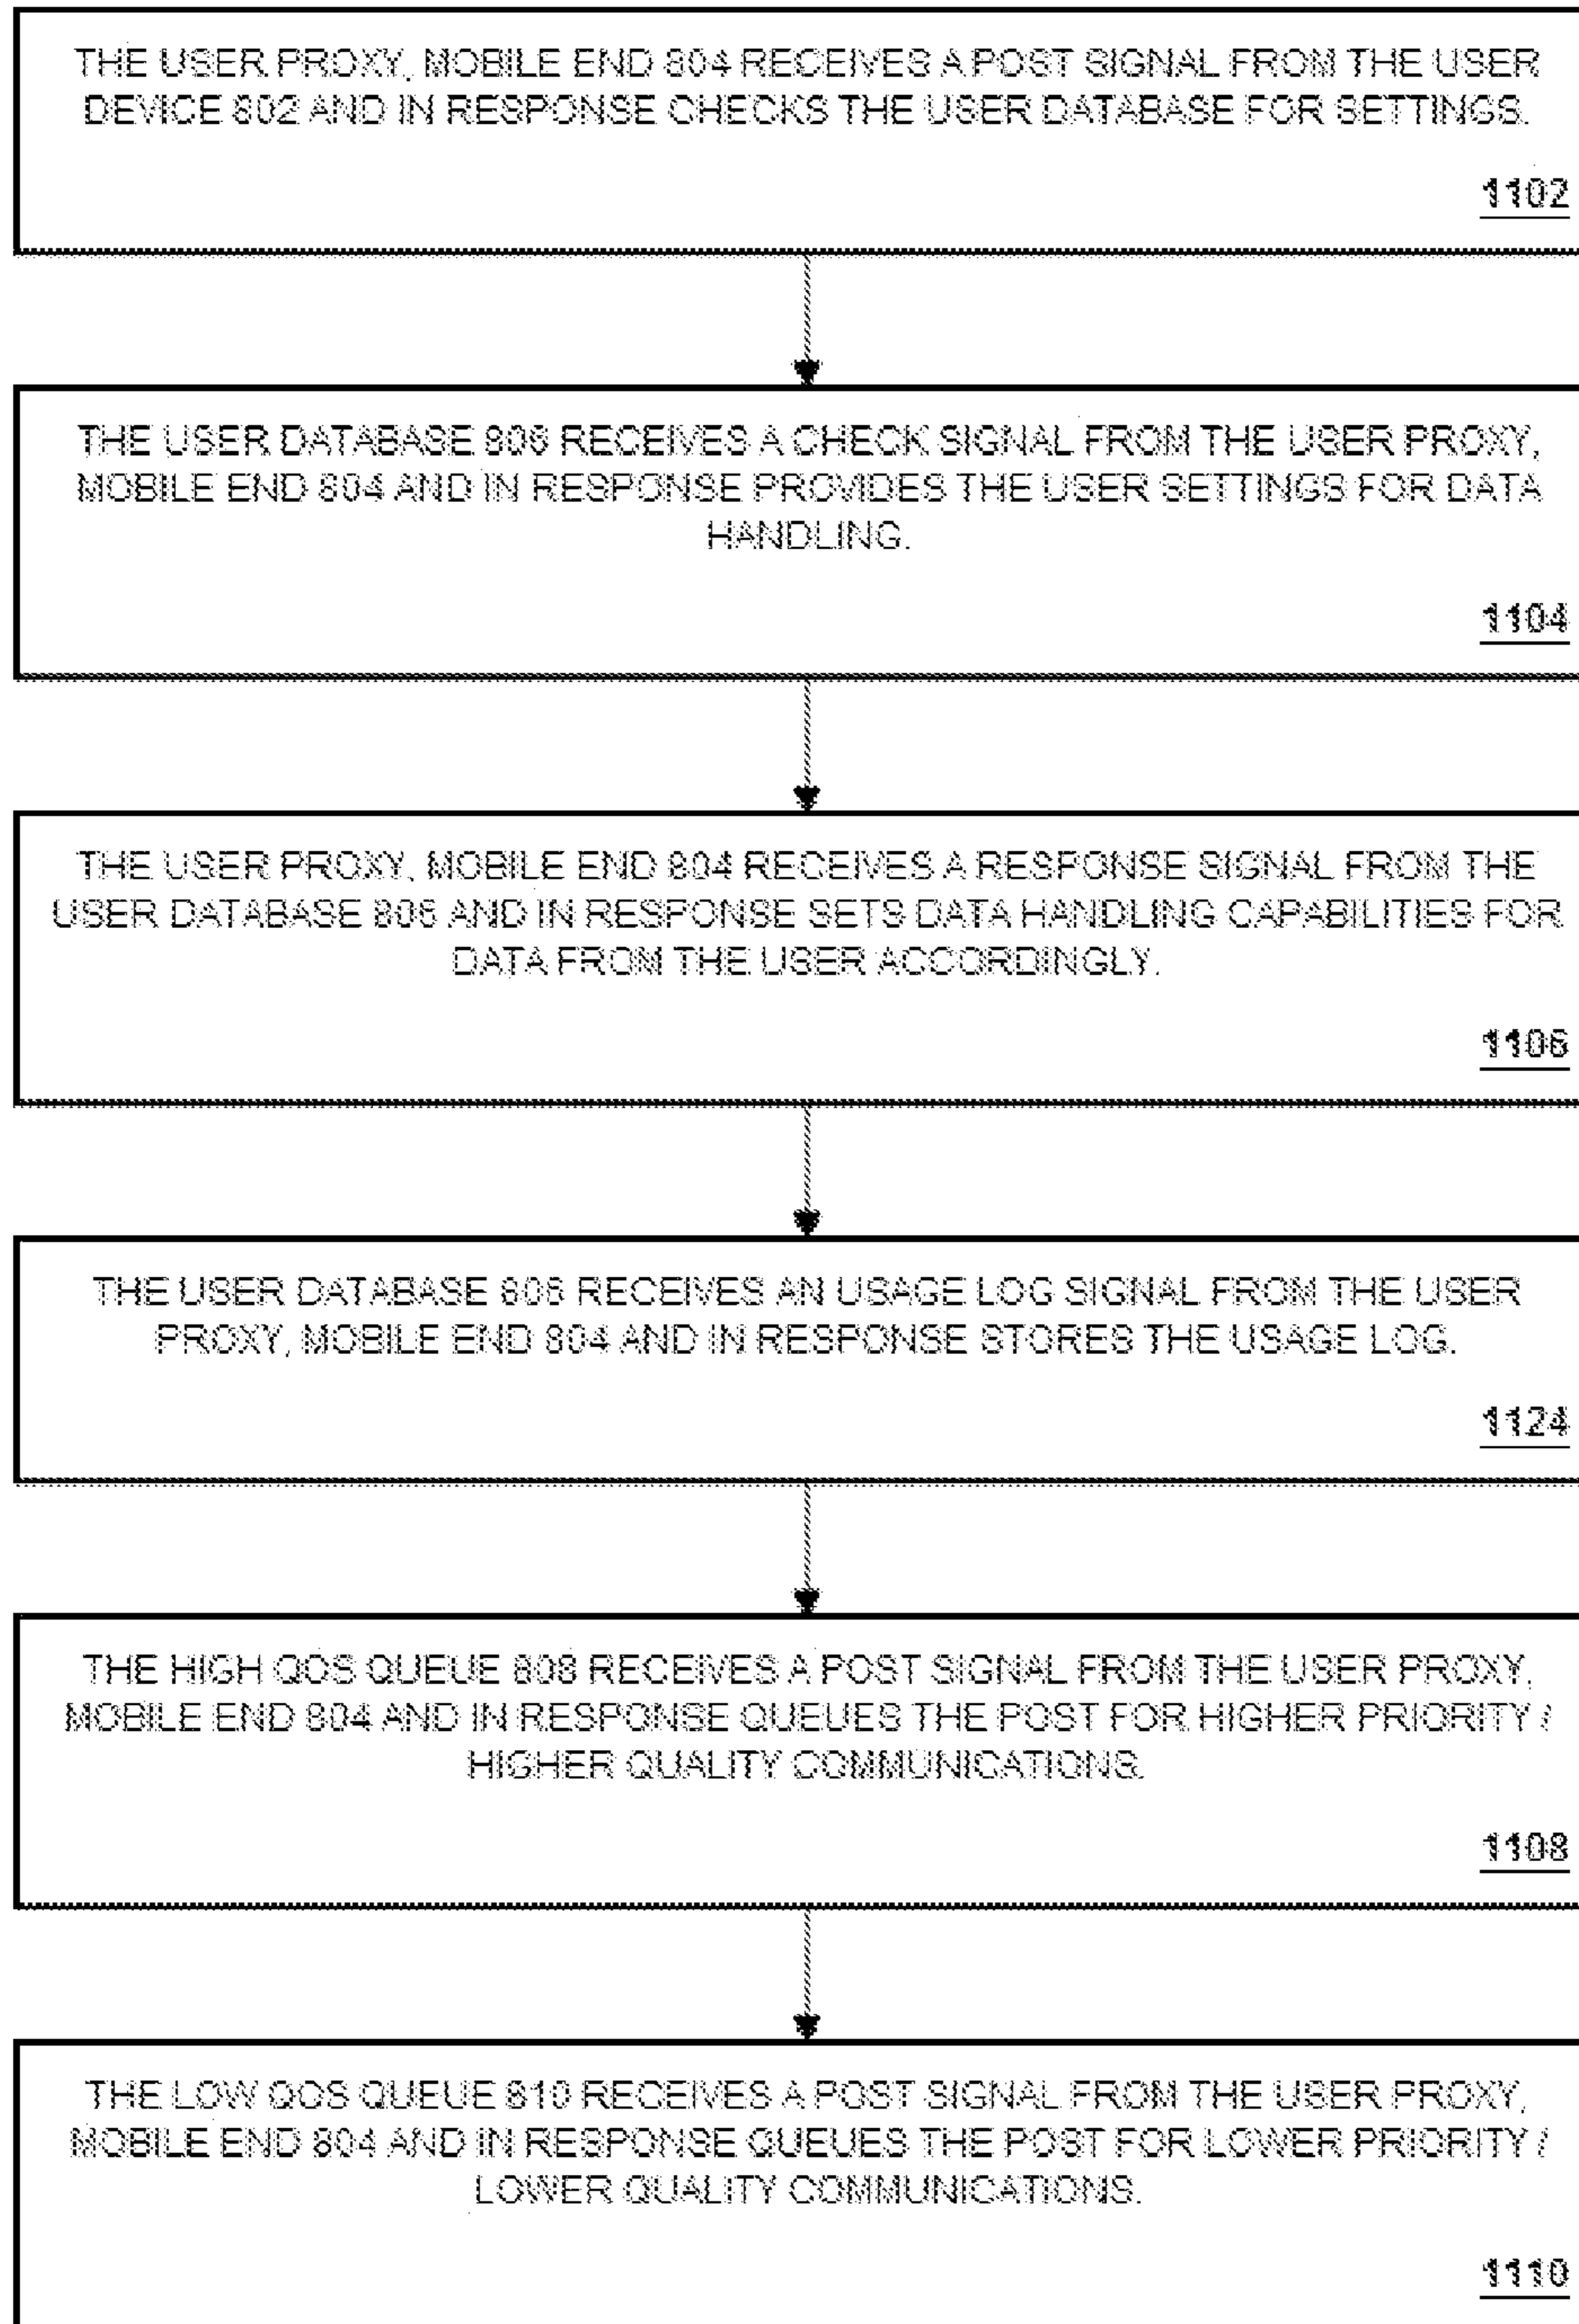 THE USER PROXY, MOBILE END 804 RECEIVES A POST SIGNAL FROM THE USER
DEVICE 802 AND IN RESPONSE CHECKS THE USER DATABASE FOR SETTINGS.
1102
THE USER DATABASE 806 RECEIVES A CHECK SIGNAL FROM THE USER PROXY,
MOBILE END 804 AND IN RESPONSE PROVIDES THE USER SETTINGS FOR DATA
HANDLING.
1104
THE USER PROXY, MOBILE END 804 RECEIVES A RESPONSE SIGNAL FROM THE
USER DATABASE 806 AND IN RESPONSE SETS DATA HANDLING CAPABILITIES FOR
DATA FROM THE USER ACCORDINGLY.
1106
THE USER DATABASE 806 RECEIVES AN USAGE LOG SIGNAL FROM THE USER
PROXY, MOBILE END 804 AND IN RESPONSE STORES THE USAGE LOG.
1124
THE HIGH QOS QUEUE 808 RECEIVES A POST SIGNAL FROM THE USER PROXY,
MOBILE END 804 AND IN RESPONSE QUEUES THE POST FOR HIGHER PRIORITY /
HIGHER QUALITY COMMUNICATIONS.
1108
THE LOW QOS QUEUE 810 RECEIVES A POST SIGNAL FROM THE USER PROXY,
MOBILE END 804 AND IN RESPONSE QUEUES THE POST FOR LOWER PRIORITY /
LOWER QUALITY COMMUNICATIONS.
1110